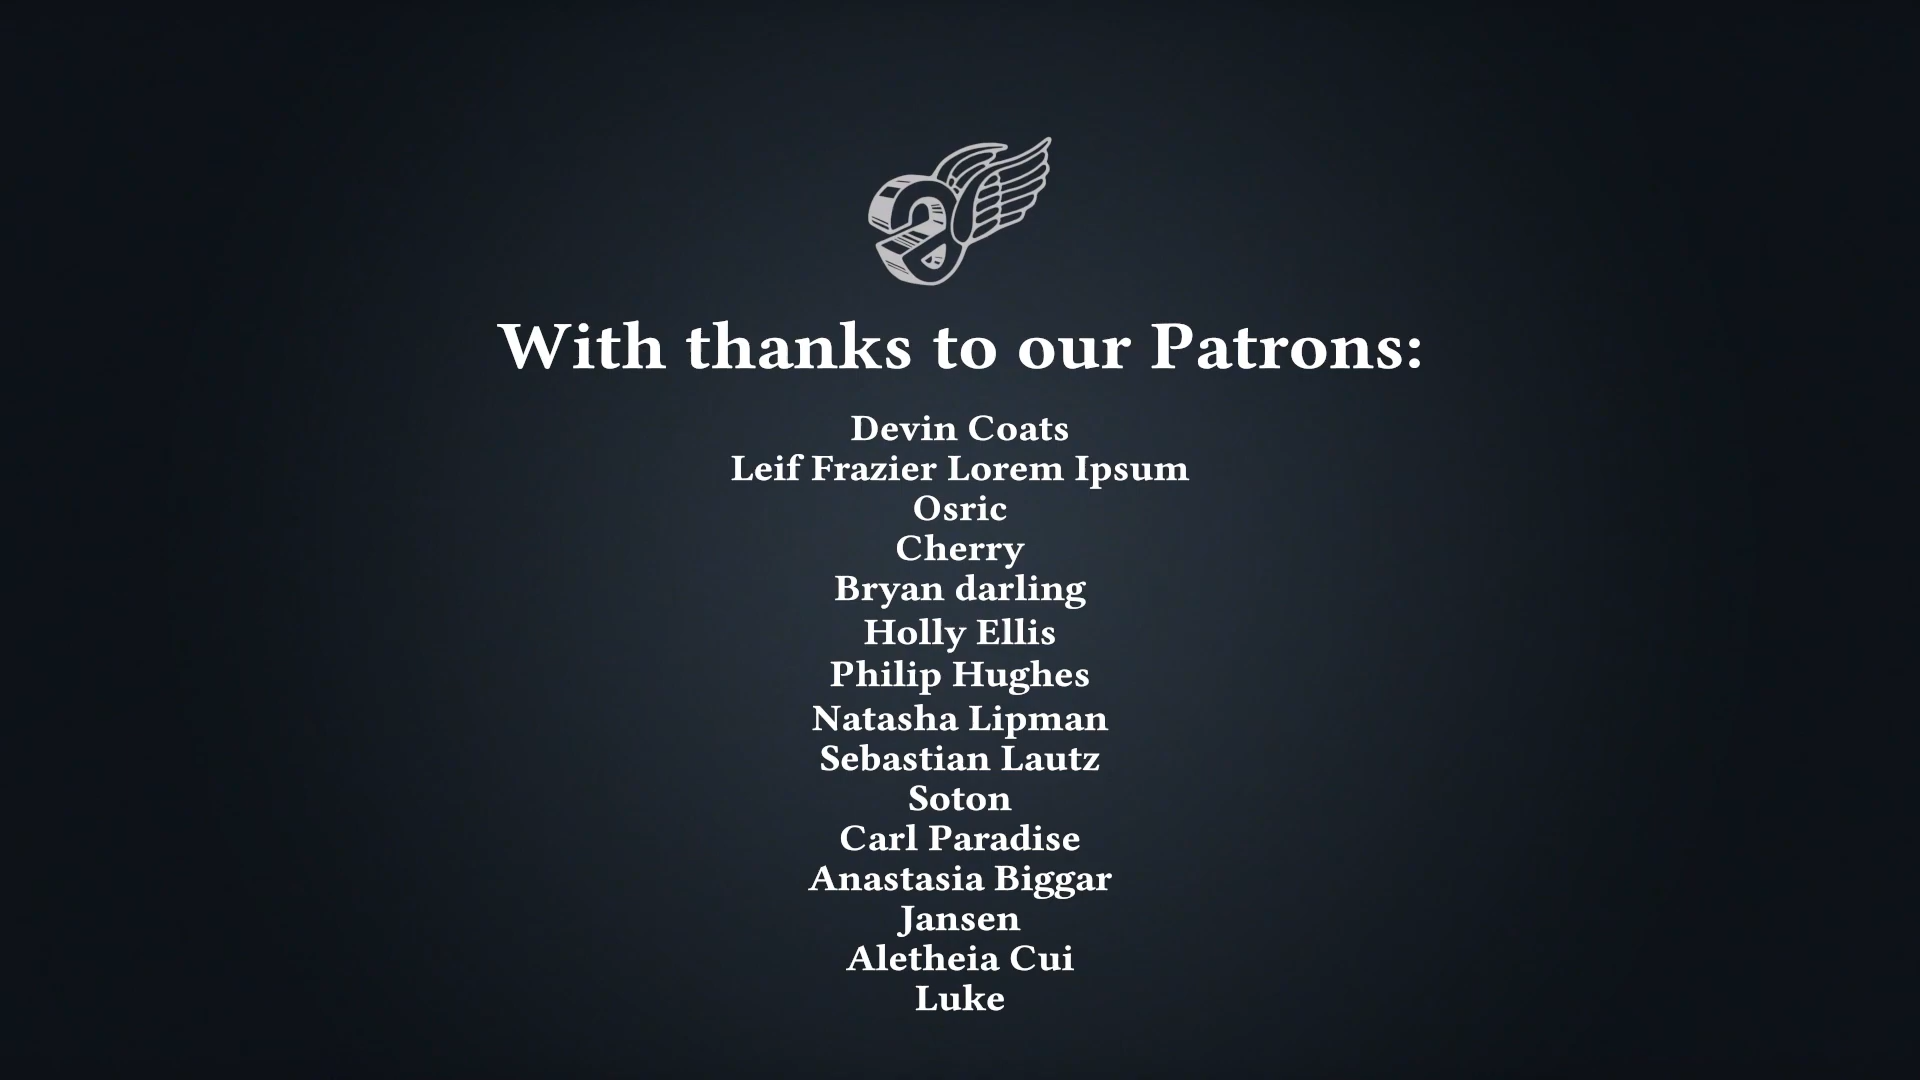 With thanks to our Patrons:
Devin Coats
Leif Frazier Lorem Ipsum
Osric
Cherry
Bryan darling
Holly Ellis
Philip Hughes
Natasha Lipman
Sebastian Lautz
Soton
Carl Paradise
Anastasia Biggar
Jansen
Aletheia Cui
Luke